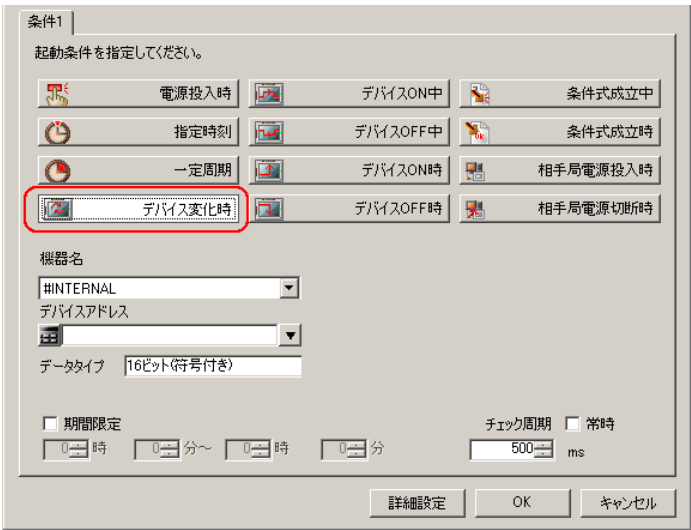 条件1
起動条件を指定してください。
電源投入時 デバイスON中 条件式成立中
指定時刻 デバイスOFF中 条件式成立時
一定周期 デバイスON時 相手局電源投入時
デバイス変化時 デバイスOFF時 相手局電源切断時
機器名
#INTERNAL
デバイスアドレス
データタイプ 16ビット(符号付き)
期間限定 チェック周期 常時
0 時 0 分～ 0 時 0 分 500 ms
詳細設定 OK キャンセル